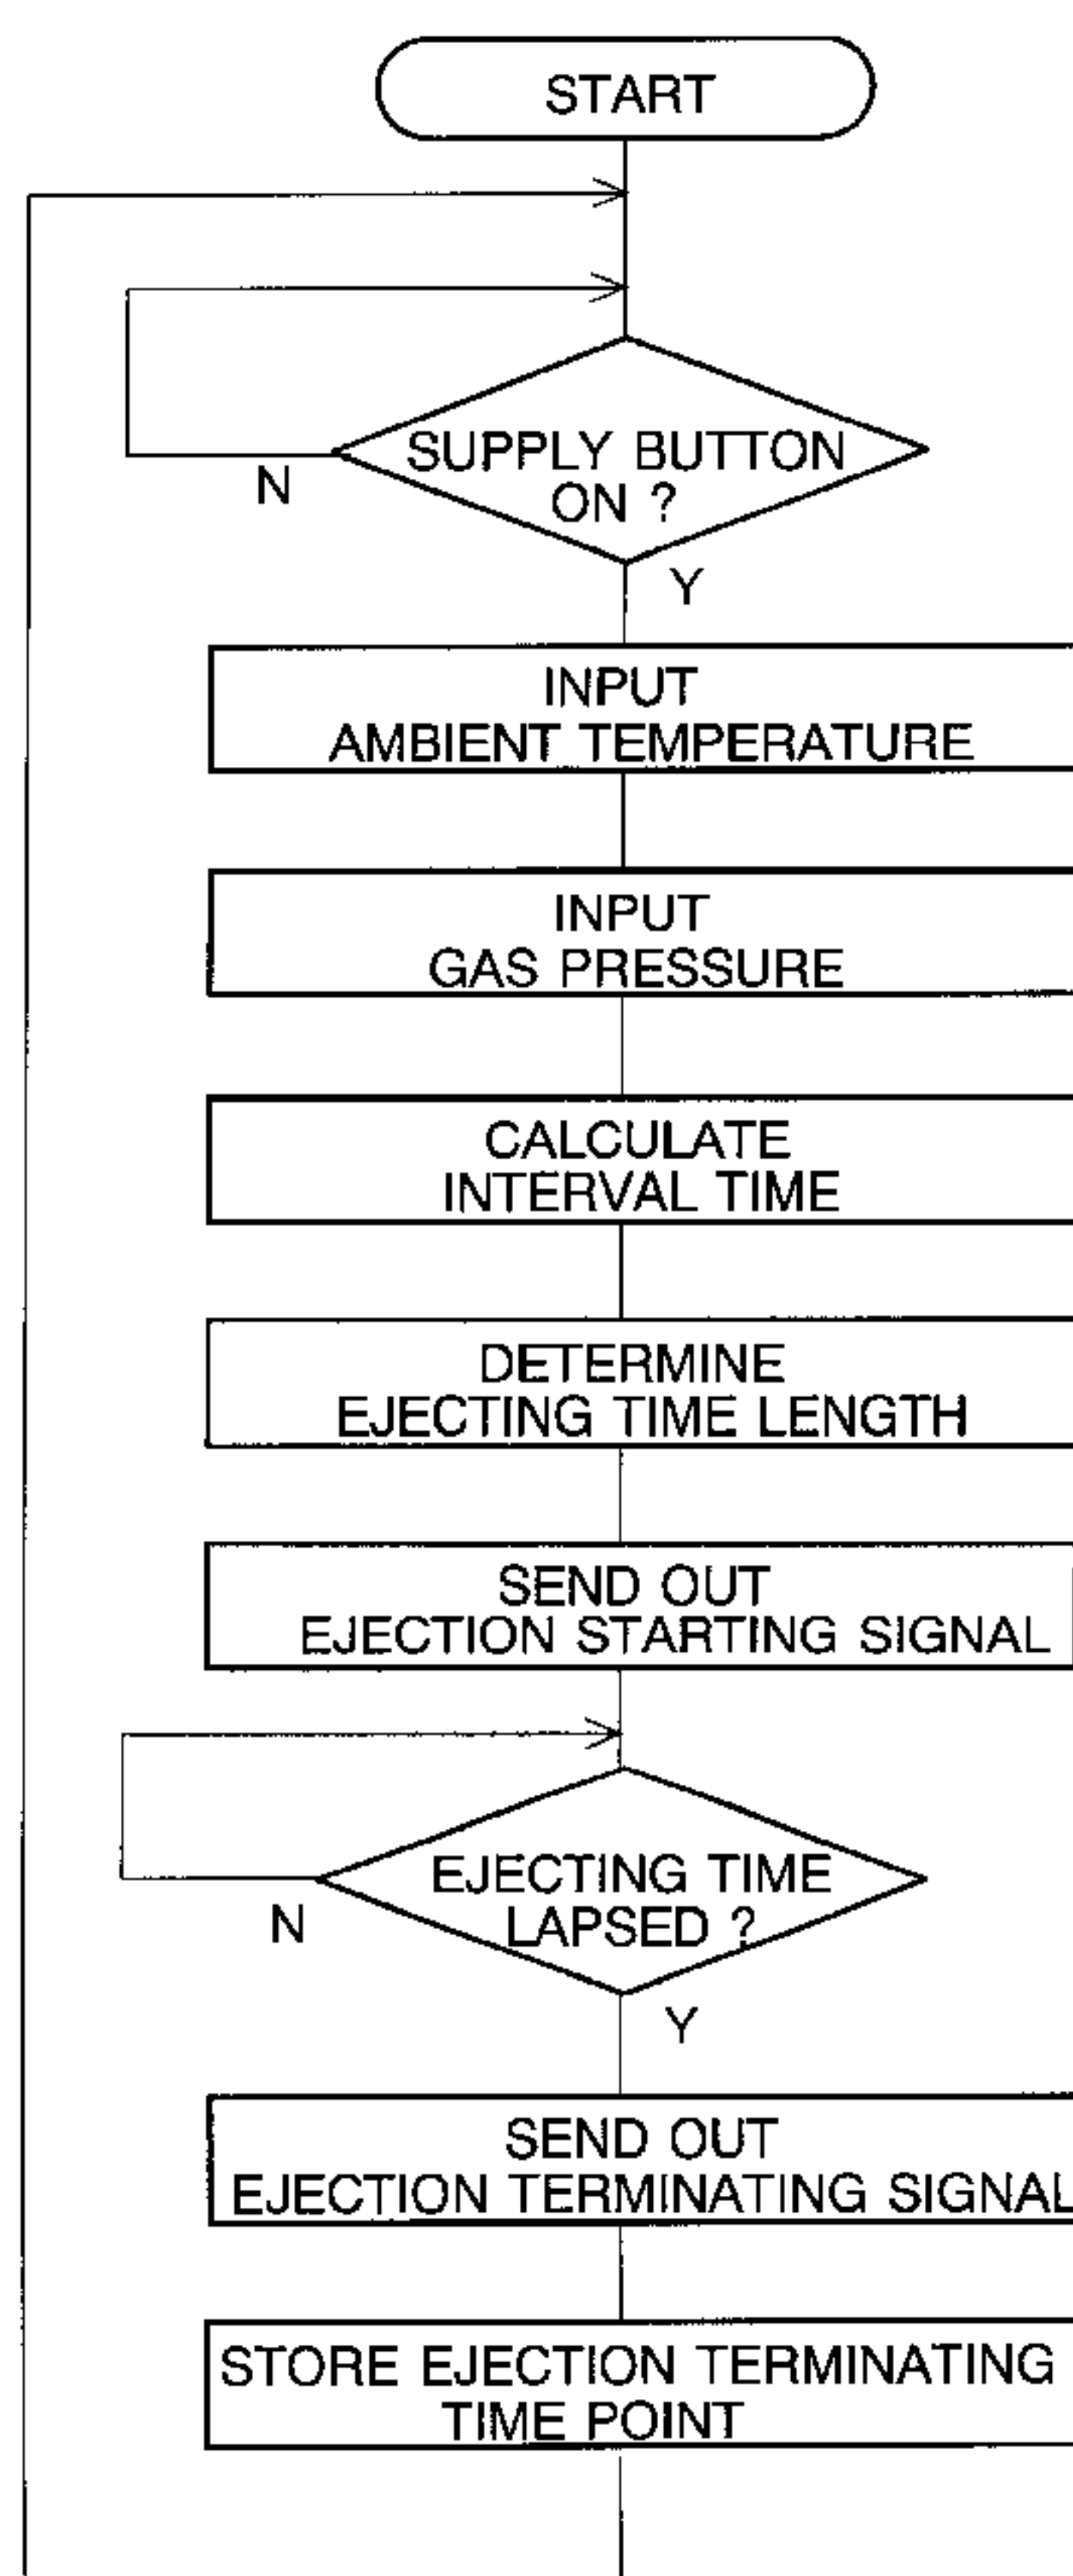 START
SUPPLY BUTTON
ON ?
N
Y
INPUT
AMBIENT TEMPERATURE
INPUT
GAS PRESSURE
CALCULATE
INTERVAL TIME
DETERMINE
EJECTING TIME LENGTH
SEND OUT
EJECTION STARTING SIGNAL
EJECTING TIME
LAPSED ?
N
Y
SEND OUT
EJECTION TERMINATING SIGNAL
STORE EJECTION TERMINATING
TIME POINT